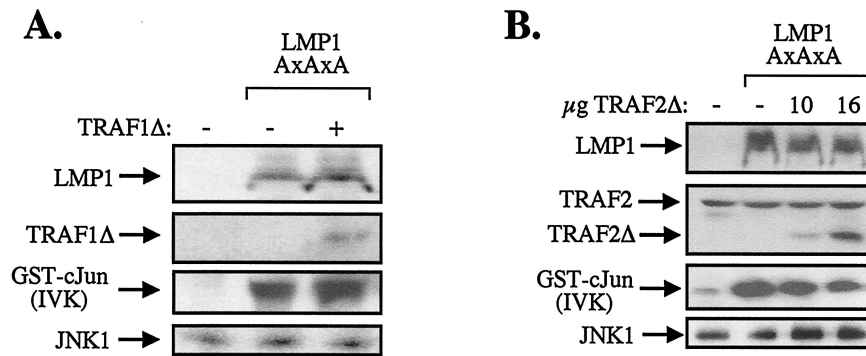 A.
LMP1
AxAxA
TRAF1Δ: - - +
LMP1
TRAF1Δ
GST-cJun
(IVK)
JNK1
B.
LMP1
AxAxA
µg TRAF2Δ: - - 10 16
LMP1
TRAF2
TRAF2Δ
GST-cJun
(IVK)
JNK1